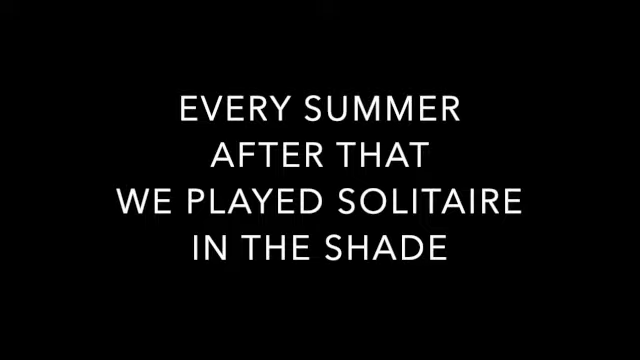 EVERY SUMMER
AFTER THAT
WE PLAYED SOLITAIRE
IN THE SHADE